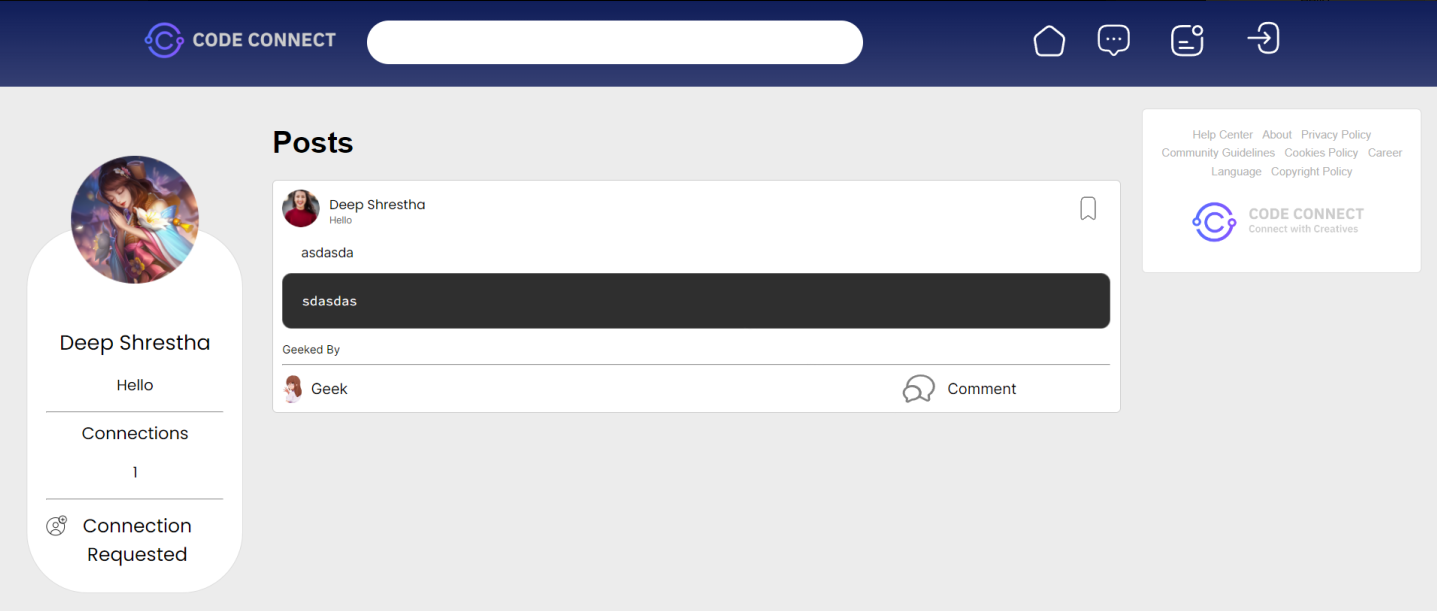 CODE CONNECT
Posts
Deep Shrestha
Hello
asdasda
sdasdas
Geeked By
Geek
Comment
Deep Shrestha
Hello
Connections
1
Connection
Requested
Help Center About Privacy Policy
Community Guidelines Cookies Policy Career
Language Copyright Policy
CODE CONNECT
Connect with Creatives